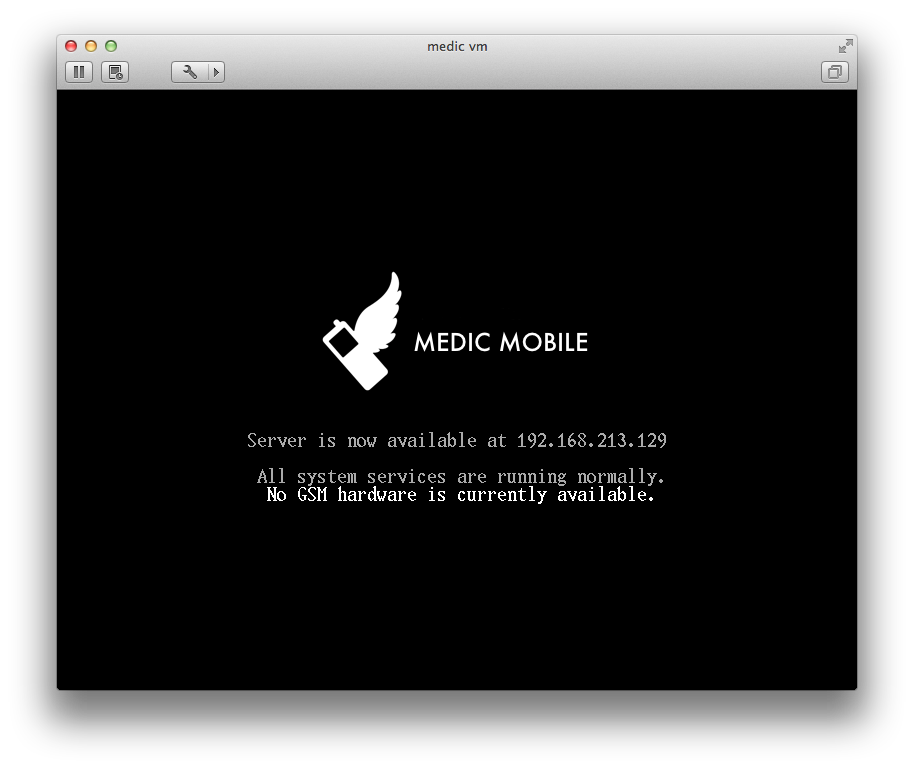 medic vm
MEDIC MOBILE
Server is now available at 192.168.213.129
All system services are running normally.
No GSM hardware is currently available.